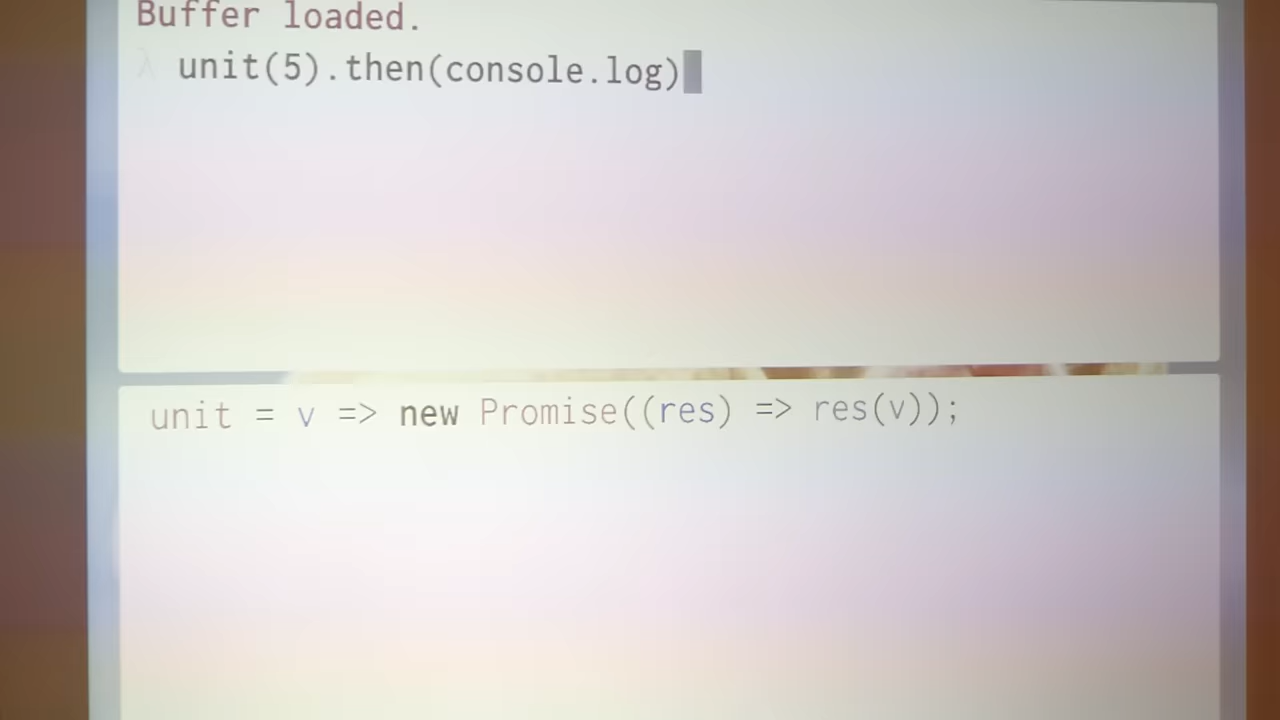 Buffer loaded.
λ unit(5).then(console.log)
unit = v => new Promise((res) => res(v));